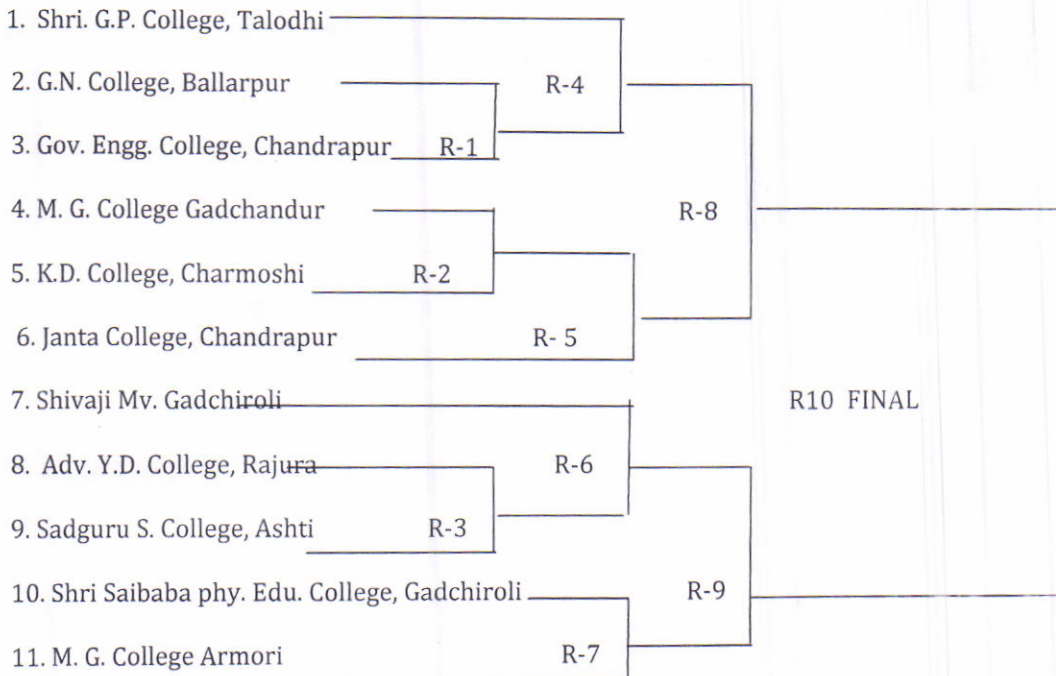 1. Shri. G.P. College, Talodhi
2. G.N. College, Ballarpur
R-4
3. Gov. Engg. College, Chandrapur
R-1
4. M. G. College Gadchandur
R-8
5. K.D. College, Charmoshi
R-2
6. Janta College, Chandrapur
R- 5
7. Shivaji Mv. Gadchiroli
R10 FINAL
8. Adv. Y.D. College, Rajura
R-6
9. Sadguru S. College, Ashti
R-3
10. Shri Saibaba phy. Edu. College, Gadchiroli
R-9
11. M. G. College Armori
R-7